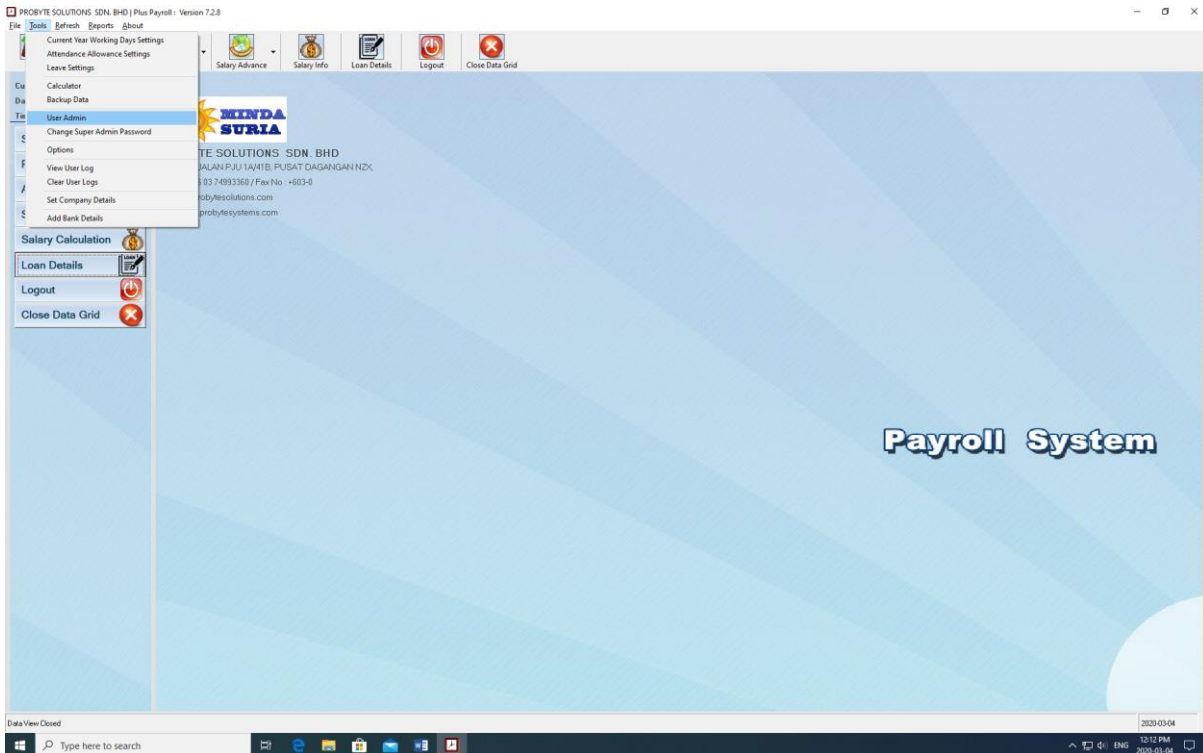 PROBYTE SOLUTIONS SDN. BHD | Plus Payroll : Version 7.2.8
File Tools Refresh Reports About
Current Year Working Days Settings
Attendance Allowance Settings
Leave Settings
Calculator
Backup Data
User Admin
Change Super Admin Password
Options
View User Log
Clear User Logs
Set Company Details
Add Bank Details
Salary Advance Salary Info Loan Details Logout Close Data Grid
MINDA
SURIA
TE SOLUTIONS SDN. BHD
JALAN PJU 1A/41B, PUSAT DAGANGAN NZX,
03 74993360 / Fax No : +603-0
robytesolutions.com
probytesystems.com
Salary Calculation
Loan Details
Logout
Close Data Grid
Payroll System
Data View Closed
2020-03-04
Type here to search
ENG
12:12 PM
2020-03-04